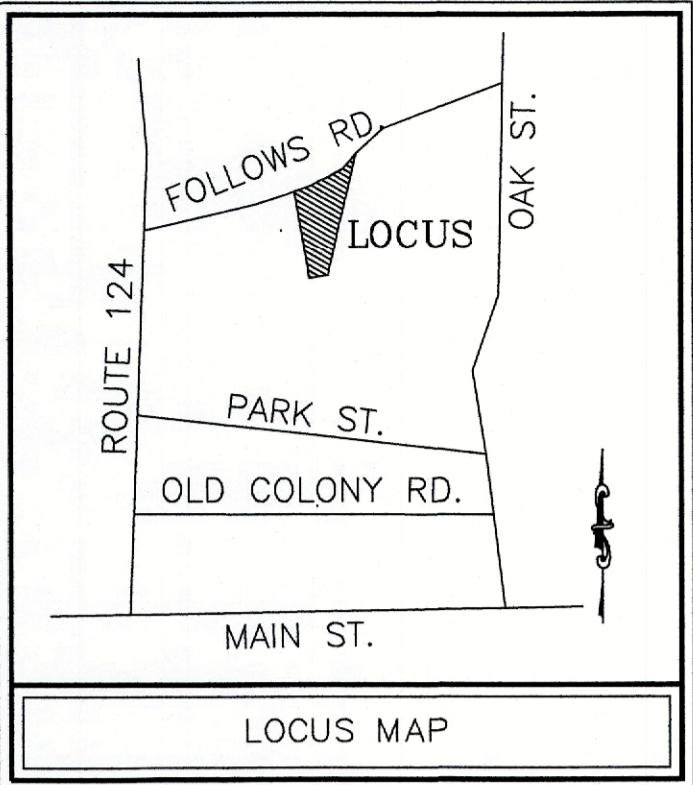 FOLLOWS RD.
OAK ST.
LOCUS
ROUTE 124
PARK ST.
OLD COLONY RD.
MAIN ST.
LOCUS MAP